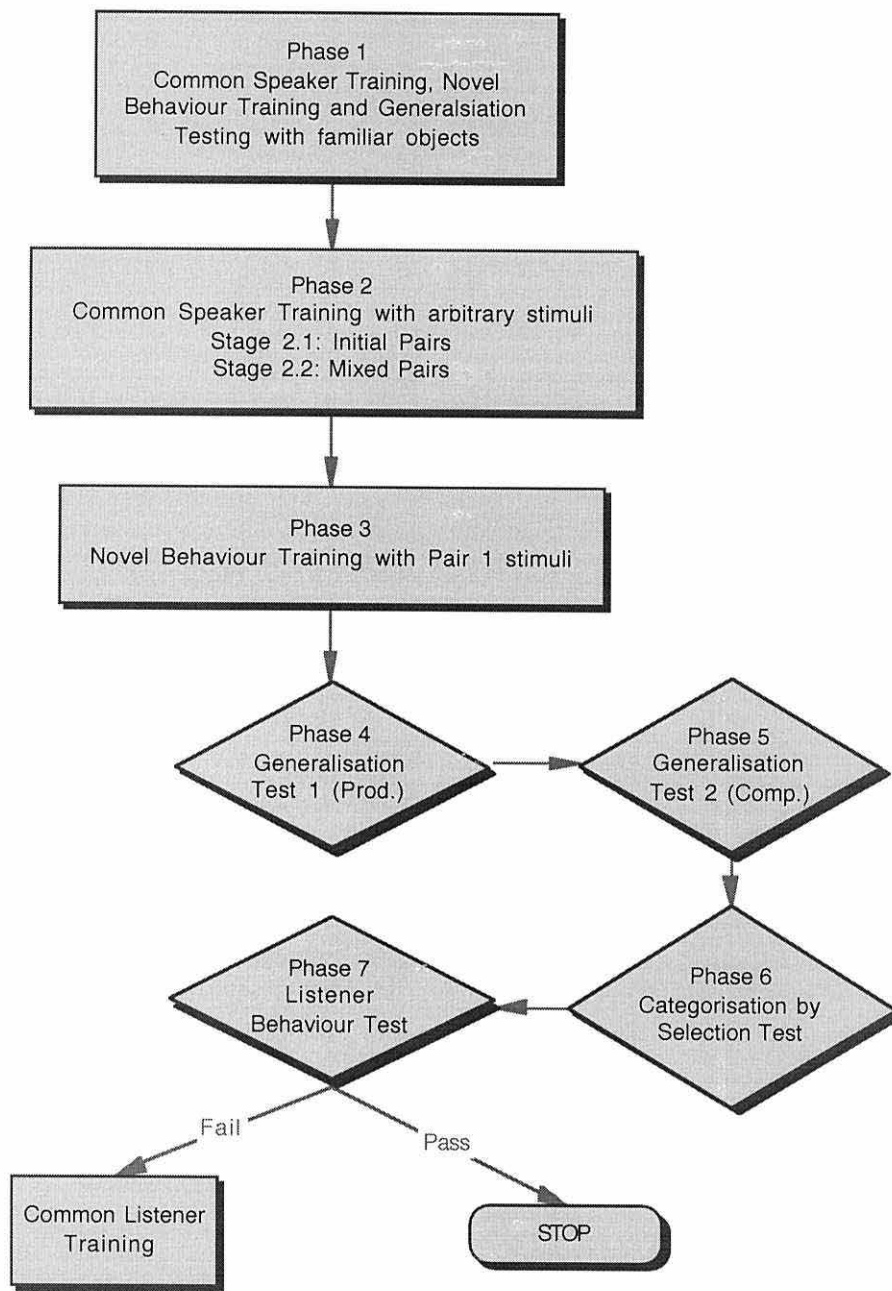 Phase 1
Common Speaker Training, Novel
Behaviour Training and Generalsiation
Testing with familiar objects
Phase 2
Common Speaker Training with arbitrary stimuli
Stage 2.1: Initial Pairs
Stage 2.2: Mixed Pairs
Phase 3
Novel Behaviour Training with Pair 1 stimuli
Phase 4
Generalisation
Test 1 (Prod.)
Phase 5
Generalisation
Test 2 (Comp.)
Phase 6
Categorisation by
Selection Test
Phase 7
Listener
Behaviour Test
Fail
Pass
Common Listener
Training
STOP